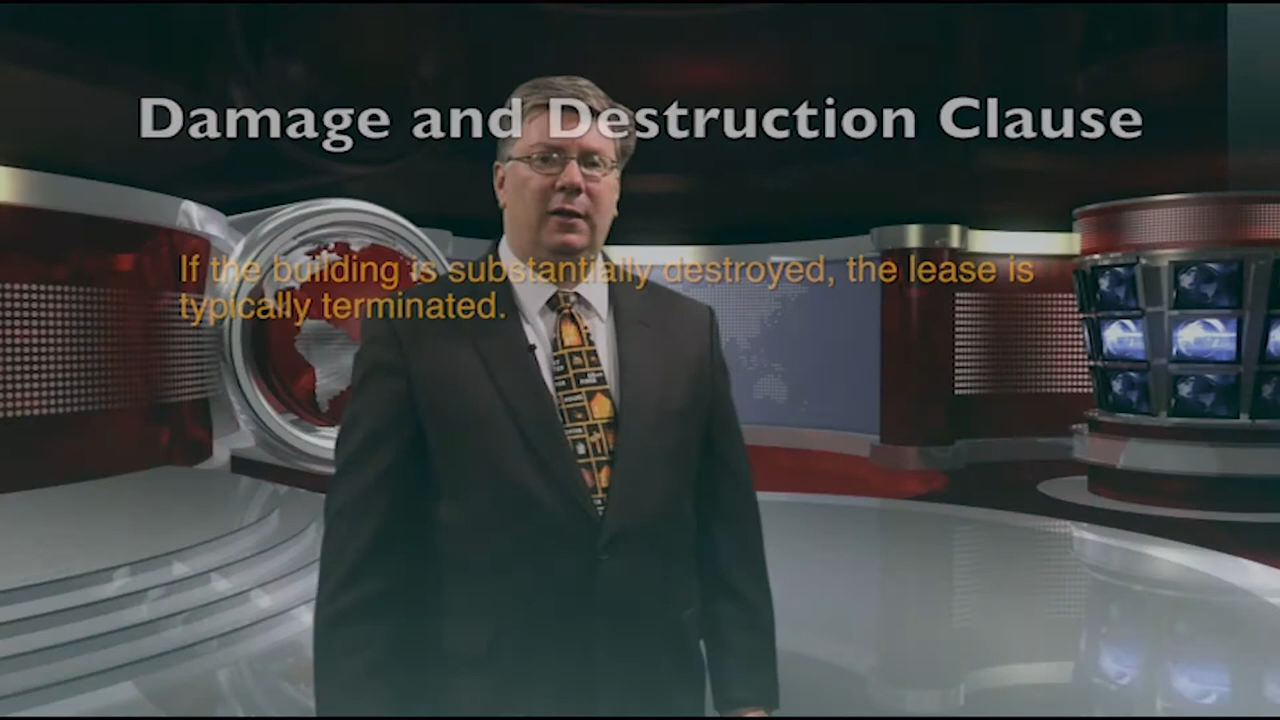 Damage and Destruction Clause
If the building is substantially destroyed, the lease is
typically terminated.